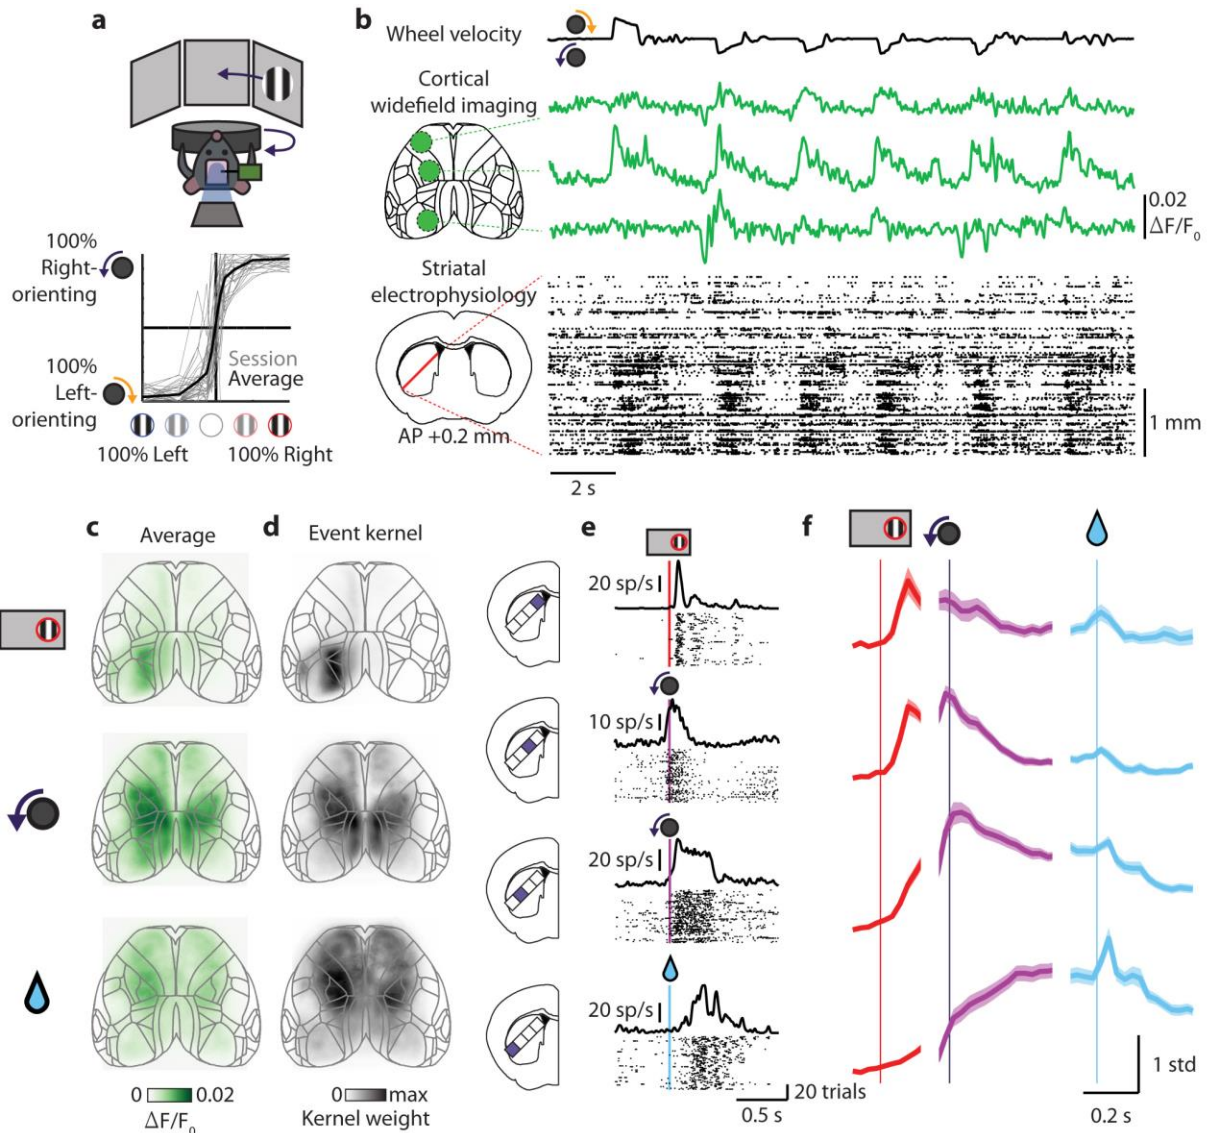 a
100%
Right-
orienting
100%
Left-
orienting
Session
Average
100% Left
100% Right
b
Wheel velocity
Cortical
widefield imaging
0.02
ΔF/F₀
Striatal
electrophysiology
AP +0.2 mm
1 mm
2 s
c
Average
0
0.02
ΔF/F₀
d
Event kernel
0
max
Kernel weight
e
20 sp/s
10 sp/s
20 sp/s
20 sp/s
20 trials
0.5 s
f
1 std
0.2 s